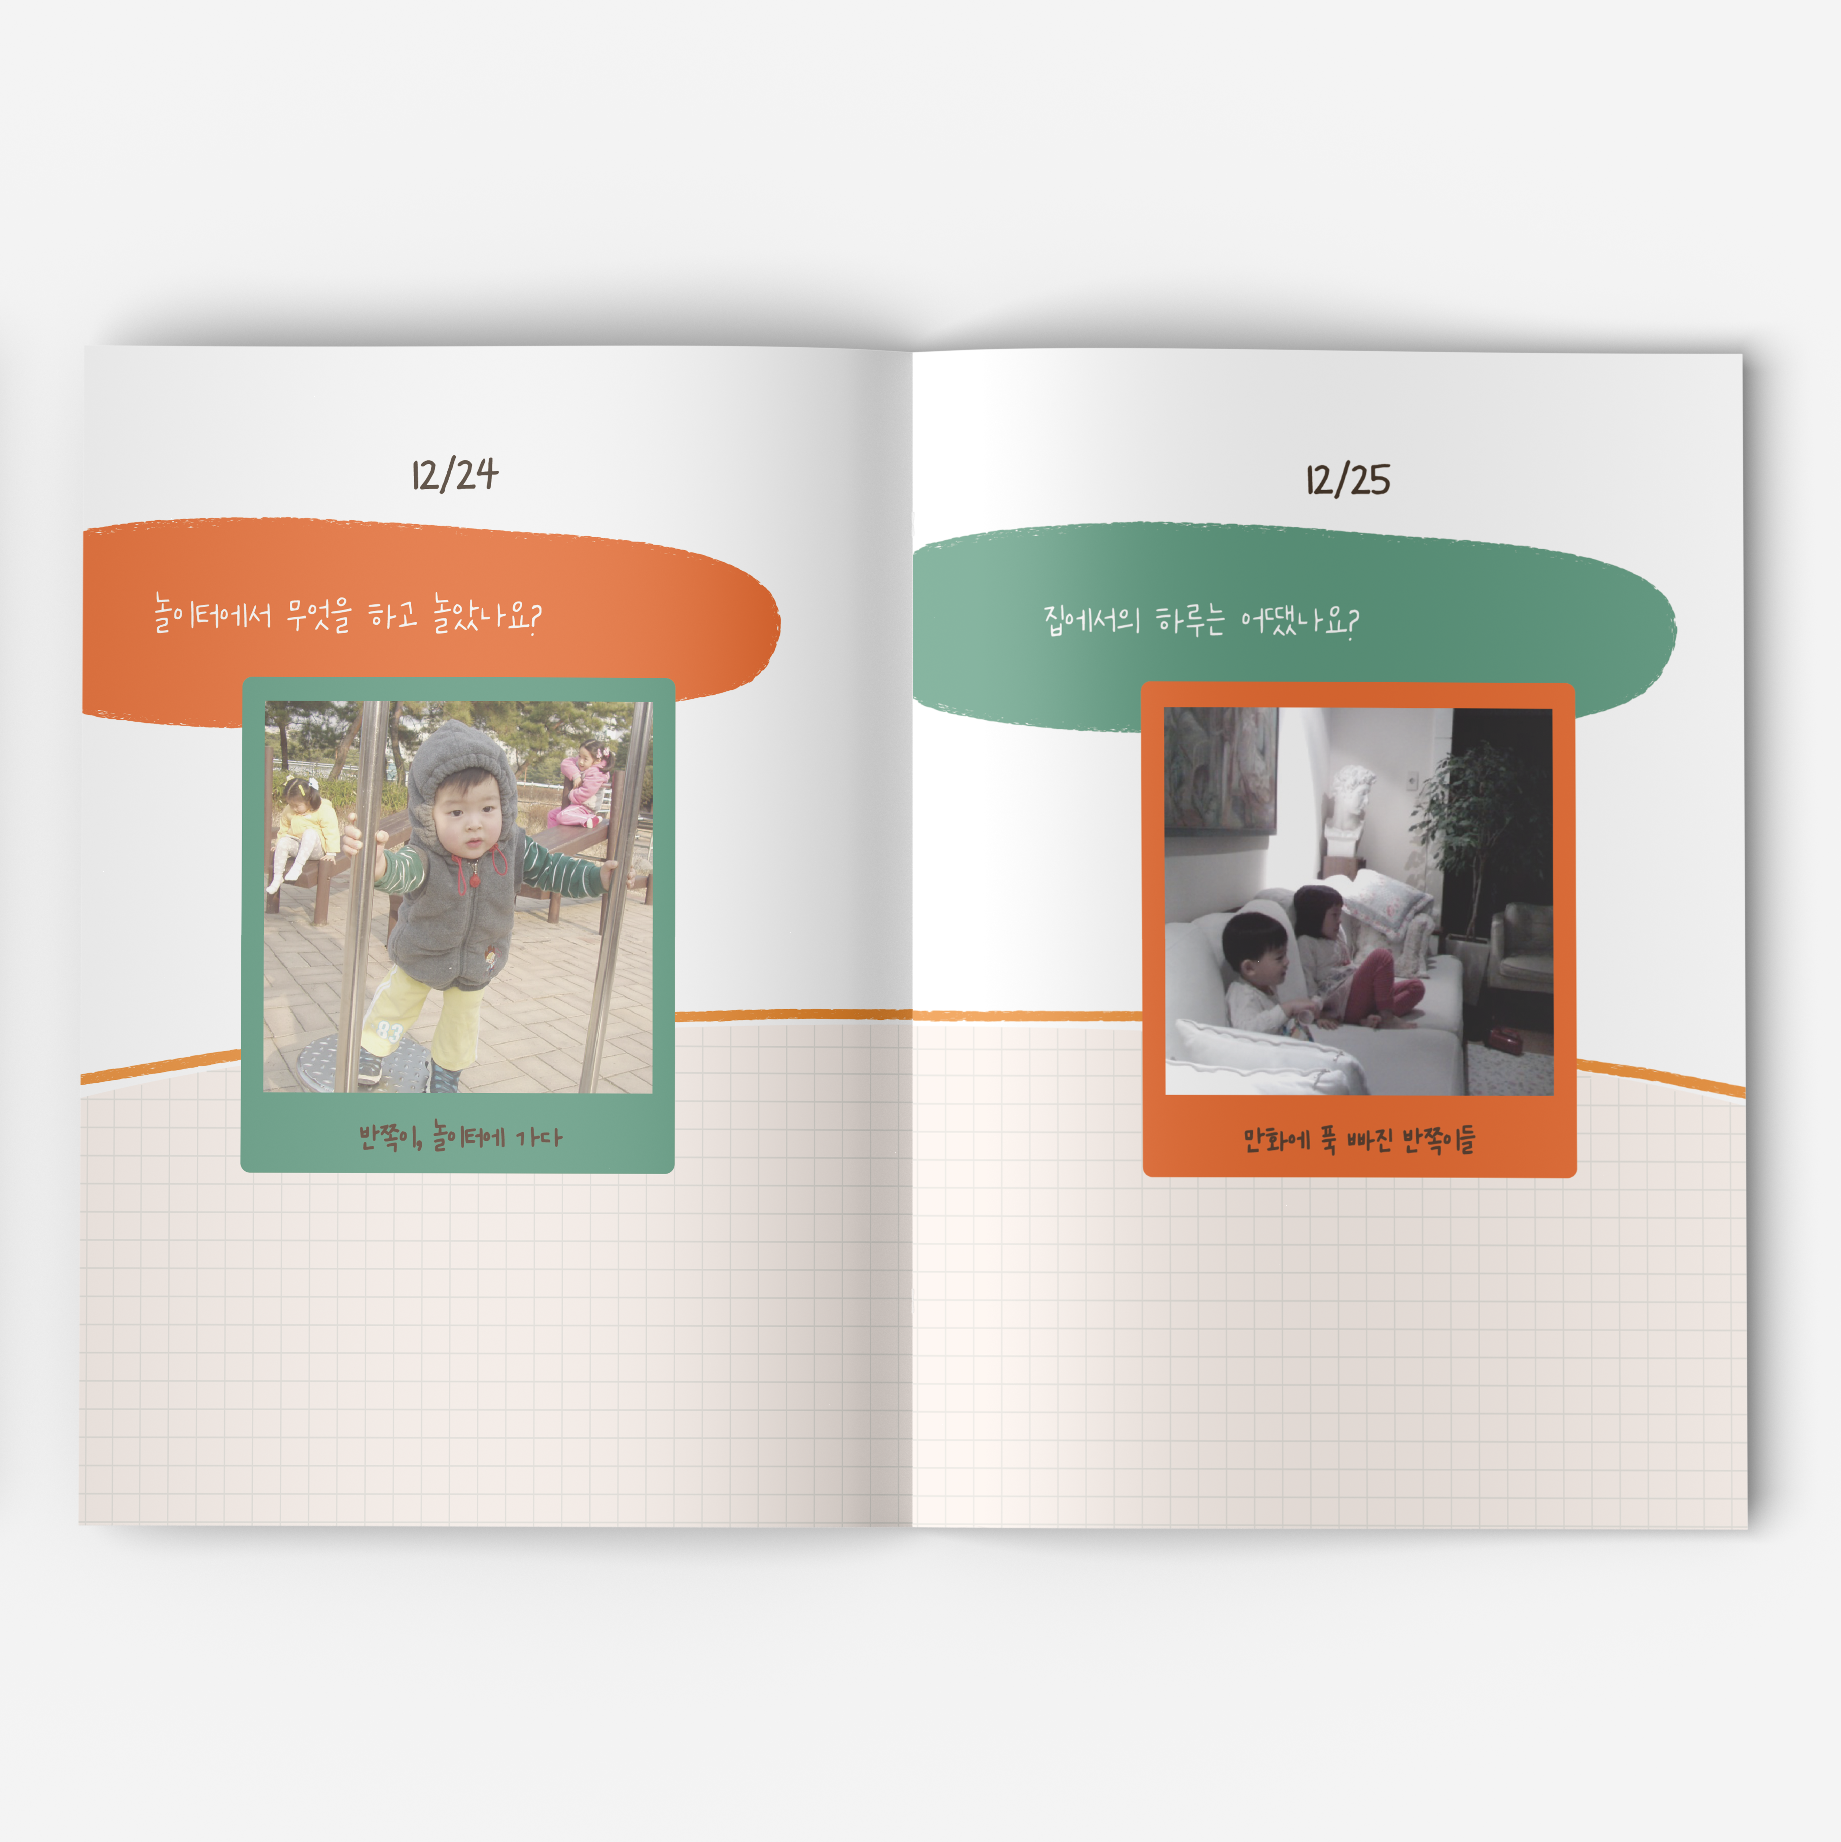 12/24
놀이터에서 무엇을 하고 놀았나요?
83
반쪽이, 놀이터에 가다
12/25
집에서의 하루는 어땠나요?
만화에 푹 빠진 반쪽이들